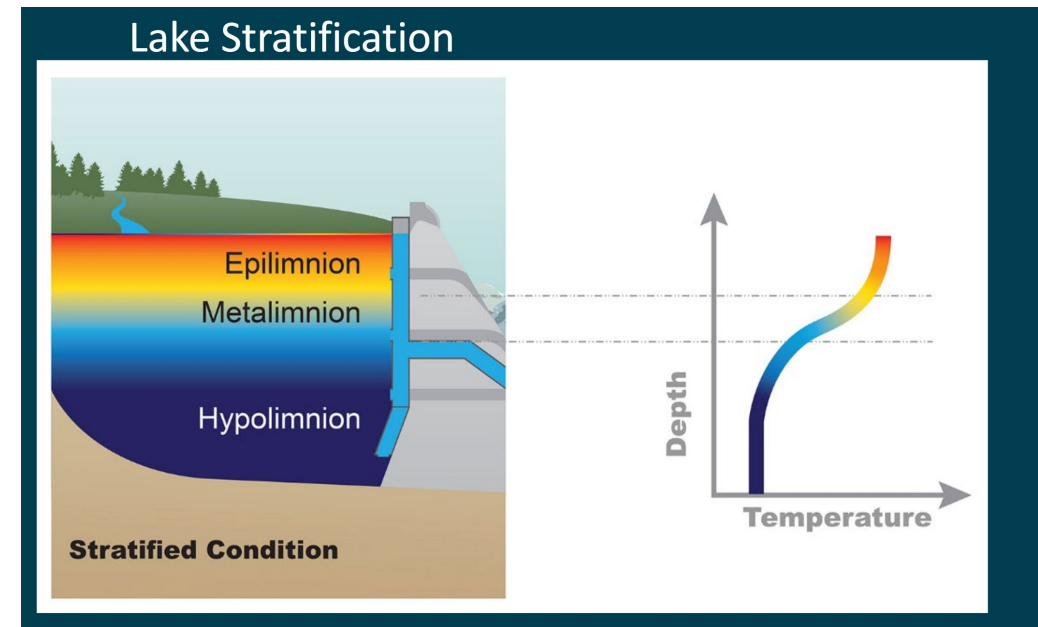 Lake Stratification
Epilimnion
Metalimnion
Hypolimnion
Stratified Condition
Depth
Temperature